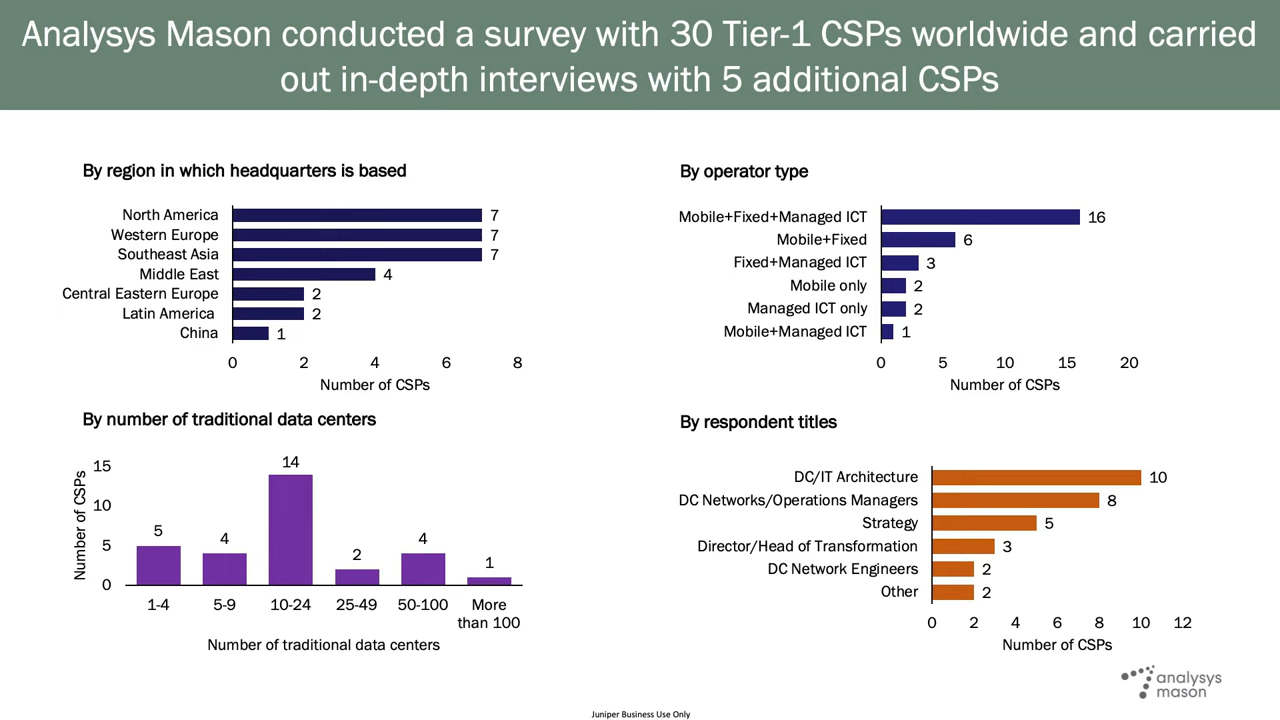 Analysys Mason conducted a survey with 30 Tier-1 CSPs worldwide and carried
out in-depth interviews with 5 additional CSPs
By region in which headquarters is based
North America 7
Western Europe 7
Southeast Asia 7
Middle East 4
Central Eastern Europe 2
Latin America 2
China 1
0 2 4 6 8
Number of CSPs
By operator type
Mobile+Fixed+Managed ICT 16
Mobile+Fixed 6
Fixed+Managed ICT 3
Mobile only 2
Managed ICT only 2
Mobile+Managed ICT 1
0 5 10 15 20
Number of CSPs
By number of traditional data centers
Number of CSPs
15
10
5
0
5 4 14 2 4 1
1-4 5-9 10-24 25-49 50-100 More
than 100
Number of traditional data centers
By respondent titles
DC/IT Architecture 10
DC Networks/Operations Managers 8
Strategy 5
Director/Head of Transformation 3
DC Network Engineers 2
Other 2
0 2 4 6 8 10 12
Number of CSPs
analysys
mason
Juniper Business Use Only